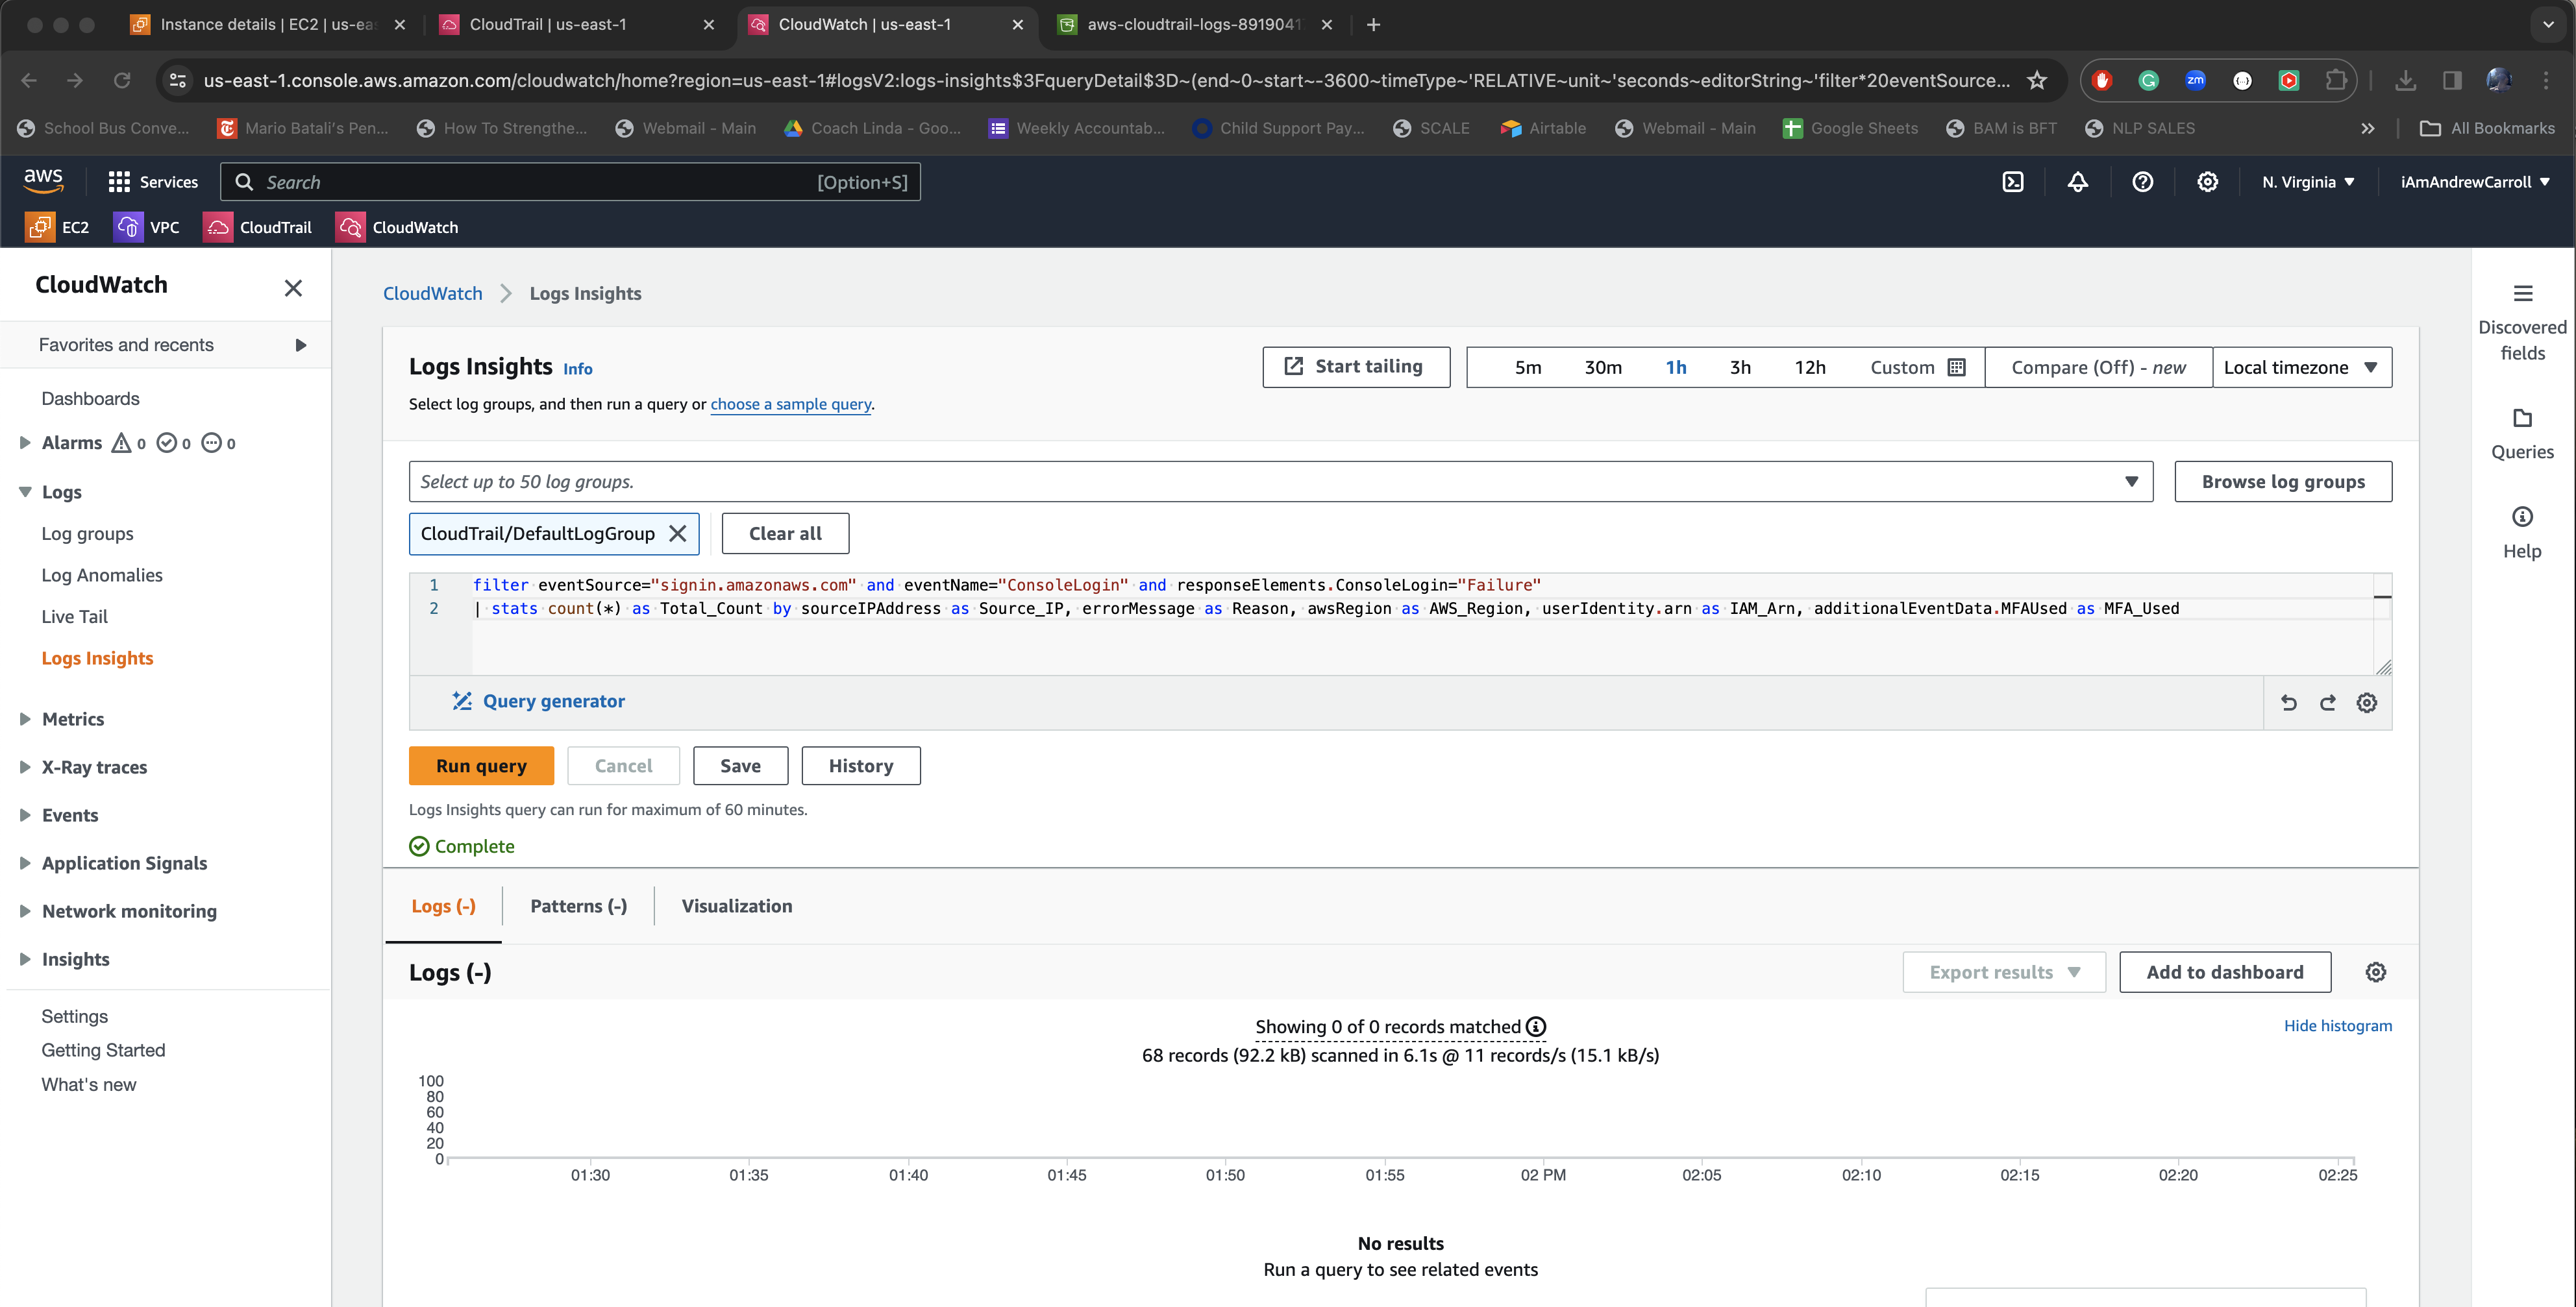 Instance details | EC2 | us-eas
CloudTrail | us-east-1
CloudWatch | us-east-1
aws-cloudtrail-logs-8919041
us-east-1.console.aws.amazon.com/cloudwatch/home?region=us-east-1#logsV2:logs-insights$3FqueryDetail$3D~(end~0~start~-3600~timeType~'RELATIVE~unit~'seconds~editorString~'filter*20eventSource...
zm
School Bus Conve...
Mario Batali's Pen...
How To Strengthe...
Webmail - Main
Coach Linda - Goo...
Weekly Accountab...
Child Support Pay...
SCALE
Airtable
Webmail - Main
Google Sheets
BAM is BFT
NLP SALES
All Bookmarks
aws
Services
Search
[Option+S]
N. Virginia
iAmAndrewCarroll
EC2
VPC
CloudTrail
CloudWatch
CloudWatch
Favorites and recents
Dashboards
Alarms 0 0 0
Logs
Log groups
Log Anomalies
Live Tail
Logs Insights
Metrics
X-Ray traces
Events
Application Signals
Network monitoring
Insights
Settings
Getting Started
What's new
CloudWatch > Logs Insights
Logs Insights Info
Start tailing
5m 30m 1h 3h 12h Custom
Compare (Off) - new
Local timezone
Select log groups, and then run a query or choose a sample query.
Select up to 50 log groups.
Browse log groups
CloudTrail/DefaultLogGroup
Clear all
1 filter eventSource="signin.amazonaws.com" and eventName="ConsoleLogin" and responseElements.ConsoleLogin="Failure"
2 | stats count(*) as Total_Count by sourceIPAddress as Source_IP, errorMessage as Reason, awsRegion as AWS_Region, userIdentity.arn as IAM_Arn, additionalEventData.MFAUsed as MFA_Used
Query generator
Run query
Cancel
Save
History
Logs Insights query can run for maximum of 60 minutes.
Complete
Logs (-)
Patterns (-)
Visualization
Logs (-)
Export results
Add to dashboard
Showing 0 of 0 records matched
Hide histogram
68 records (92.2 kB) scanned in 6.1s @ 11 records/s (15.1 kB/s)
100
80
60
40
20
0
01:30 01:35 01:40 01:45 01:50 01:55 02 PM 02:05 02:10 02:15 02:20 02:25
No results
Run a query to see related events
Discovered
fields
Queries
Help